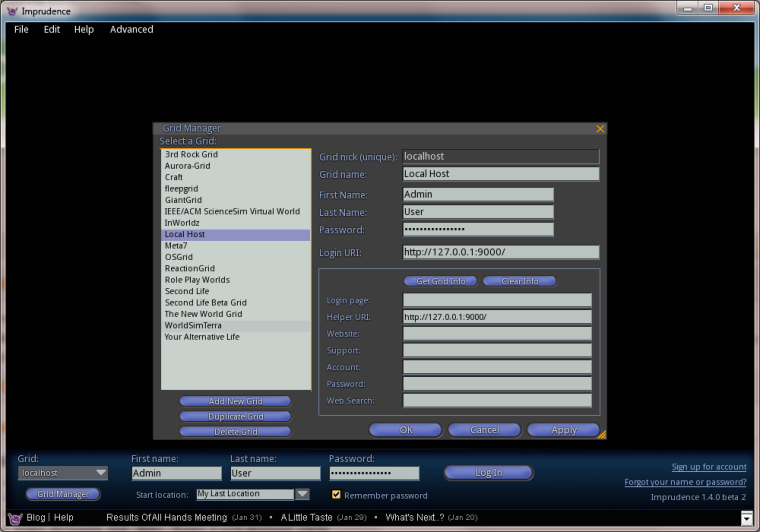 Imprudence
File Edit Help Advanced
Grid Manager
Select a Grid:
3rd Rock Grid
Aurora-Grid
Craft
fleepgrid
GiantGrid
IEEE/ACM ScienceSim Virtual World
InWorldz
Local Host
Meta7
OSGrid
ReactionGrid
Role Play Worlds
Second Life
Second Life Beta Grid
The New World Grid
WorldSimTerra
Your Alternative Life
Add New Grid
Duplicate Grid
Delete Grid
Grid nick (unique): localhost
Grid name: Local Host
First Name: Admin
Last Name: User
Password: ••••••••••••••••
Login URI: http://127.0.0.1:9000/
Get Grid Info Clear Info
Login page:
Helper URI: http://127.0.0.1:9000/
Website:
Support:
Account:
Password:
Web Search:
OK Cancel Apply
Grid: First name: Last name: Password:
localhost Admin User •••••••••••••••• Log In
Grid Manager Start location: My Last Location Remember password
Sign up for account
Forgot your name or password?
Imprudence 1.4.0 beta 2
Blog | Help Results Of All Hands Meeting (Jan 31) • A Little Taste (Jan 29) • What's Next..? (Jan 20)